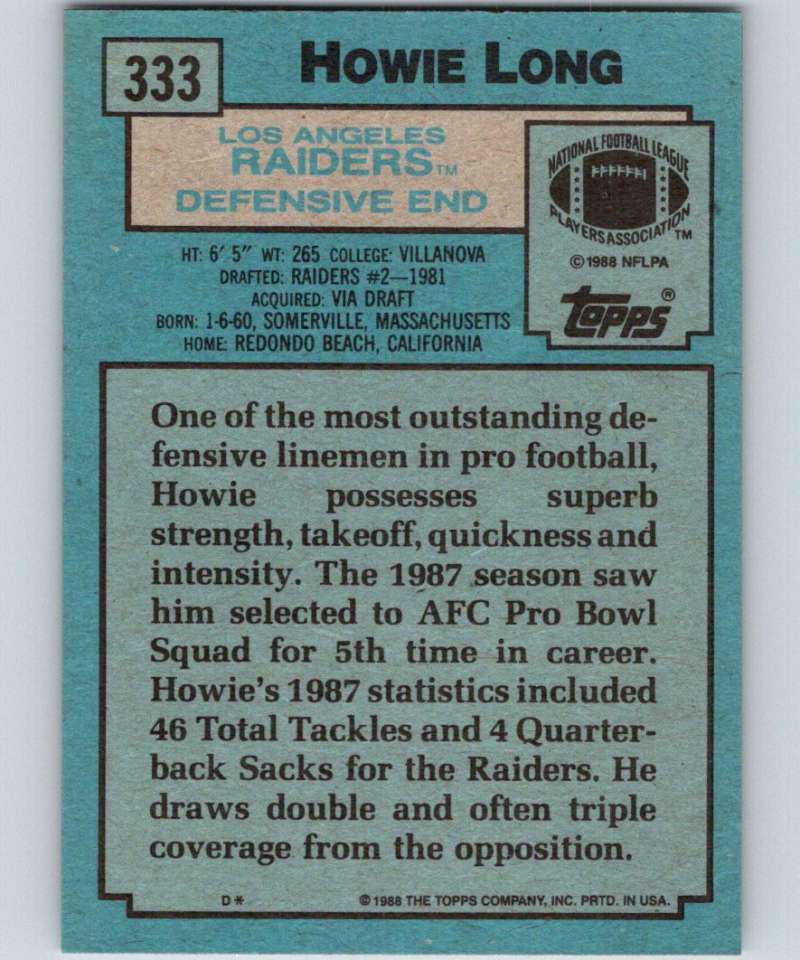 333
HOWIE LONG
LOS ANGELES
RAIDERS™
DEFENSIVE END
NATIONAL FOOTBALL LEAGUE
PLAYERS ASSOCIATION™
©1988 NFLPA
Topps®
HT: 6' 5" WT: 265 COLLEGE: VILLANOVA
DRAFTED: RAIDERS #2—1981
ACQUIRED: VIA DRAFT
BORN: 1-6-60, SOMERVILLE, MASSACHUSETTS
HOME: REDONDO BEACH, CALIFORNIA
One of the most outstanding de-
fensive linemen in pro football,
Howie possesses superb
strength, takeoff, quickness and
intensity. The 1987 season saw
him selected to AFC Pro Bowl
Squad for 5th time in career.
Howie's 1987 statistics included
46 Total Tackles and 4 Quarter-
back Sacks for the Raiders. He
draws double and often triple
coverage from the opposition.
D* ©1988 THE TOPPS COMPANY, INC. PRTD. IN USA.